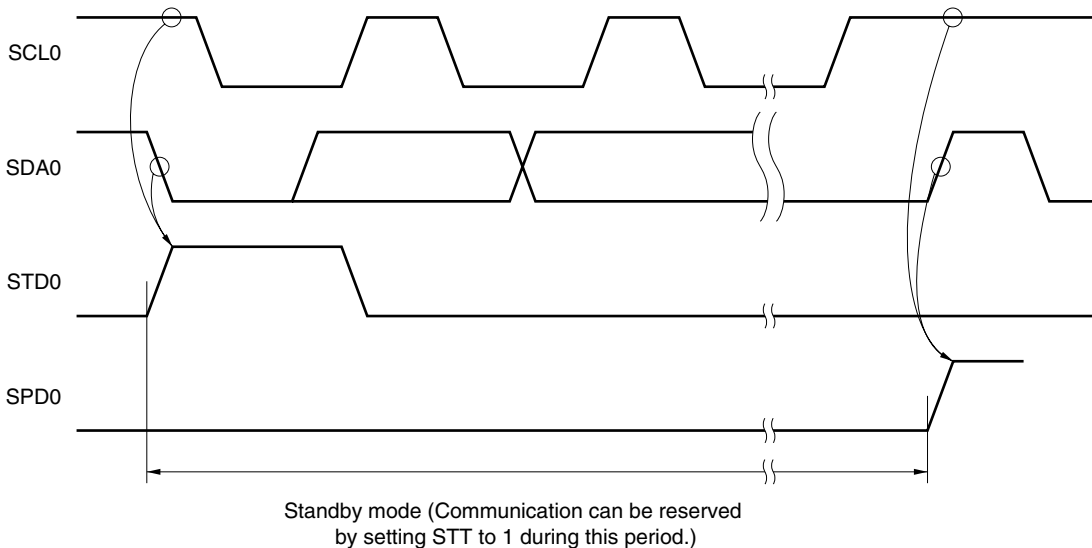 SCL0
SDA0
STD0
SPD0
Standby mode (Communication can be reserved
by setting STT to 1 during this period.)